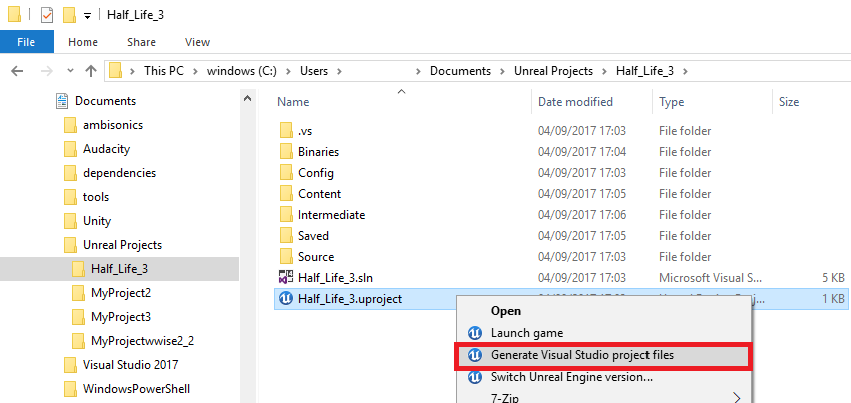 Half_Life_3
File Home Share View
This PC Windows (C:) Users Documents Unreal Projects Half_Life_3
Documents
ambisonics
Audacity
dependencies
tools
Unity
Unreal Projects
Half_Life_3
MyProject2
MyProject3
MyProjectwwise2_2
Visual Studio 2017
WindowsPowerShell
Name Date modified Type Size
.vs 04/09/2017 17:03 File folder
Binaries 04/09/2017 17:04 File folder
Config 04/09/2017 17:03 File folder
Content 04/09/2017 17:05 File folder
Intermediate 04/09/2017 17:06 File folder
Saved 04/09/2017 17:05 File folder
Source 04/09/2017 17:03 File folder
Half_Life_3.sln 04/09/2017 17:03 Microsoft Visual S... 5 KB
Half_Life_3.uproject 1 KB
Open
Launch game
Generate Visual Studio project files
Switch Unreal Engine version...
7-Zip